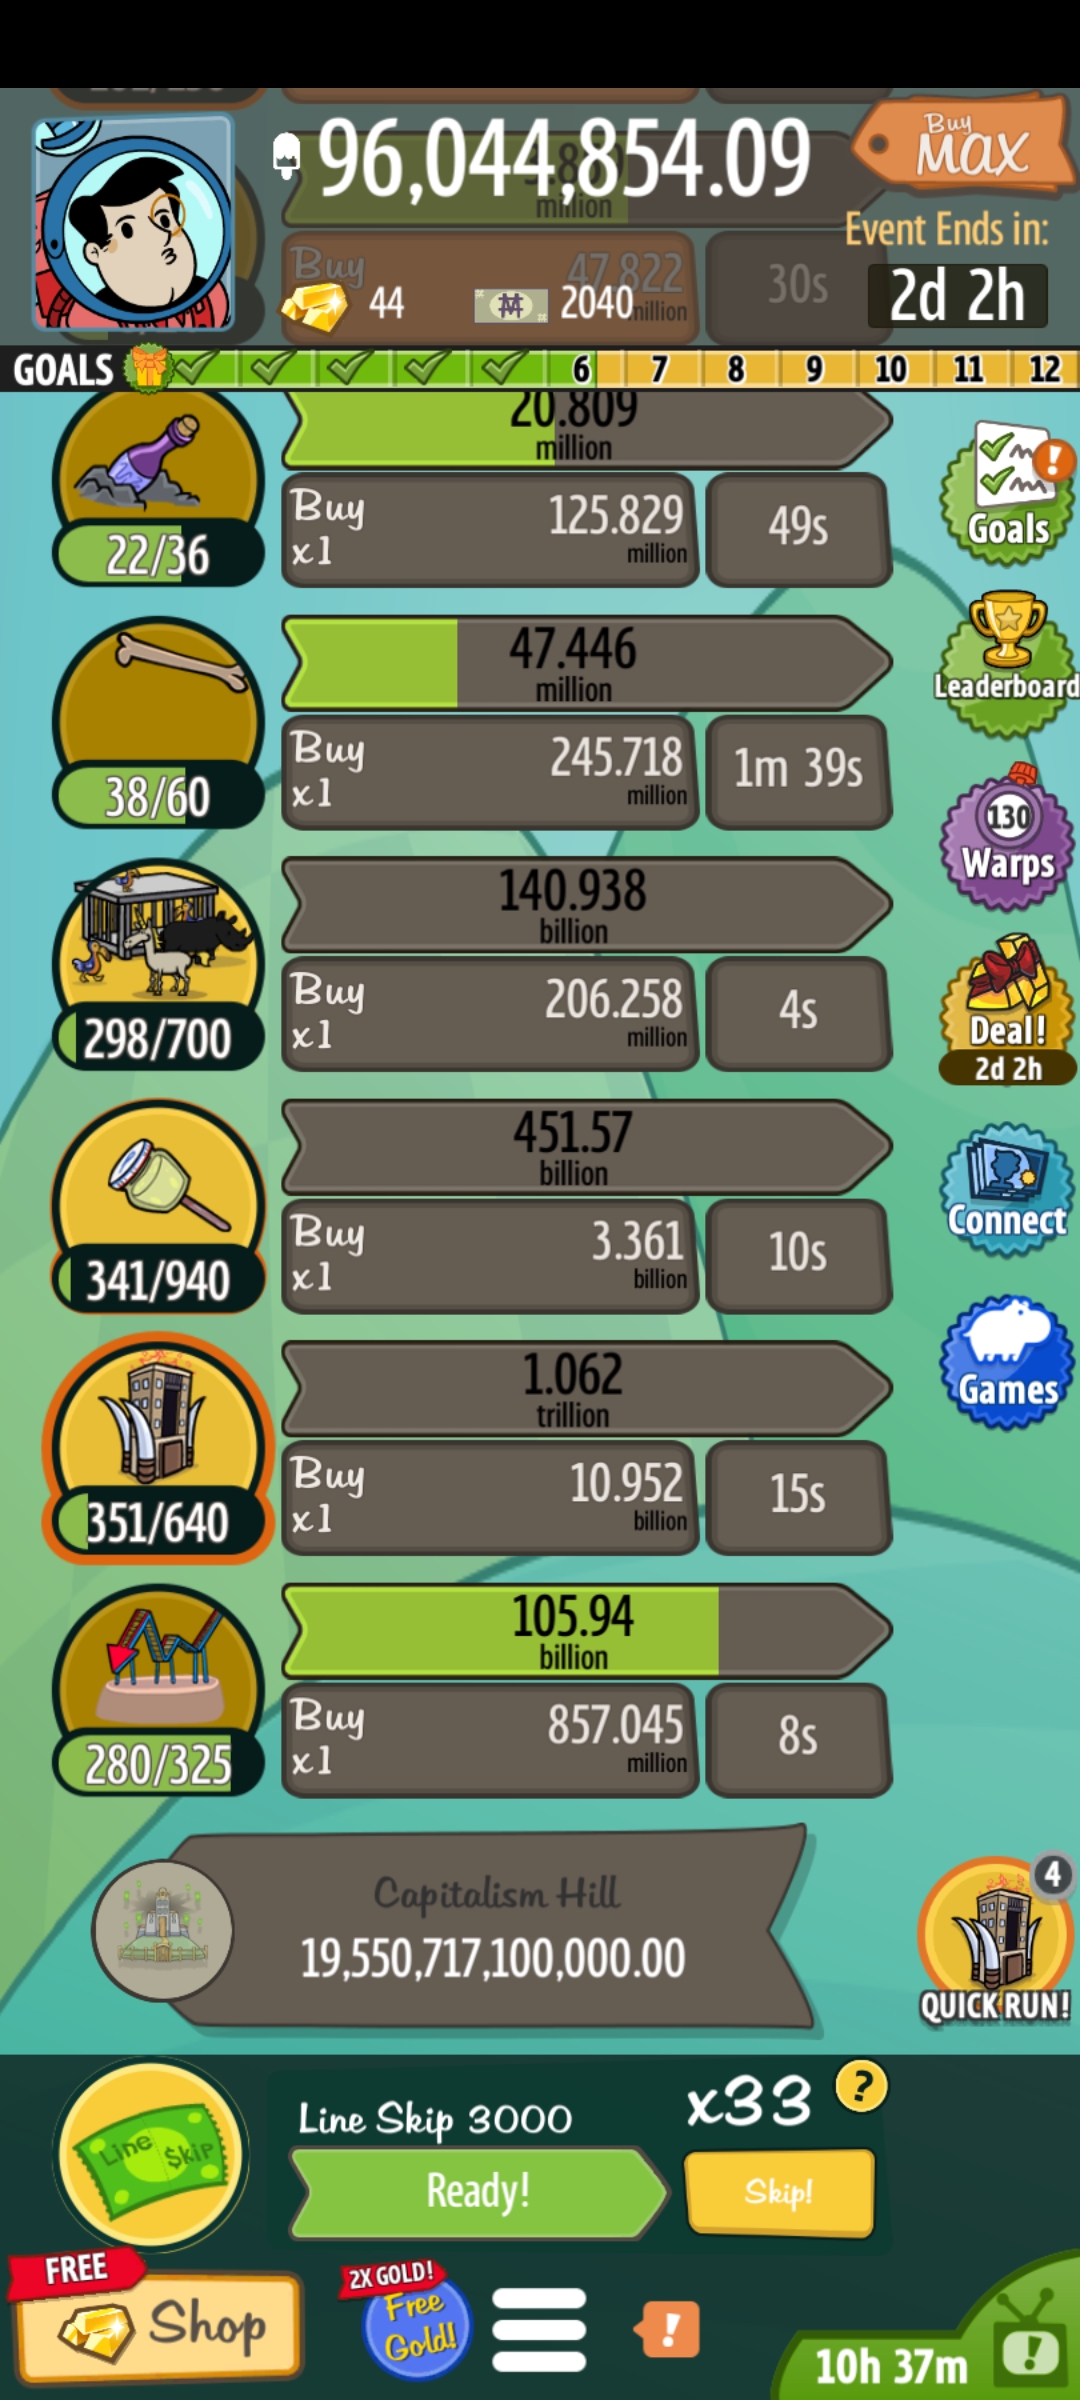 96,044,854.09
Buy
MAX
million
Event Ends in:
Buy
47.822
million
30s
44
2040
2d 2h
GOALS
6
7
8
9
10
11
12
20.809
million
22/36
Buy
x1
125.829
million
49s
Goals
47.446
million
38/60
Buy
x1
245.718
million
1m 39s
Leaderboard
130
Warps
140.938
billion
298/700
Buy
x1
206.258
million
4s
Deal!
2d 2h
451.57
billion
341/940
Buy
x1
3.361
billion
10s
Connect
1.062
trillion
351/640
Buy
x1
10.952
billion
15s
Games
105.94
billion
280/325
Buy
x1
857.045
million
8s
Capitalism Hill
19,550,717,100,000.00
4
QUICK RUN!
Line $kip
Line Skip 3000
x33
?
Ready!
Skip!
FREE
Shop
2X GOLD!
Free
Gold!
!
10h 37m
!